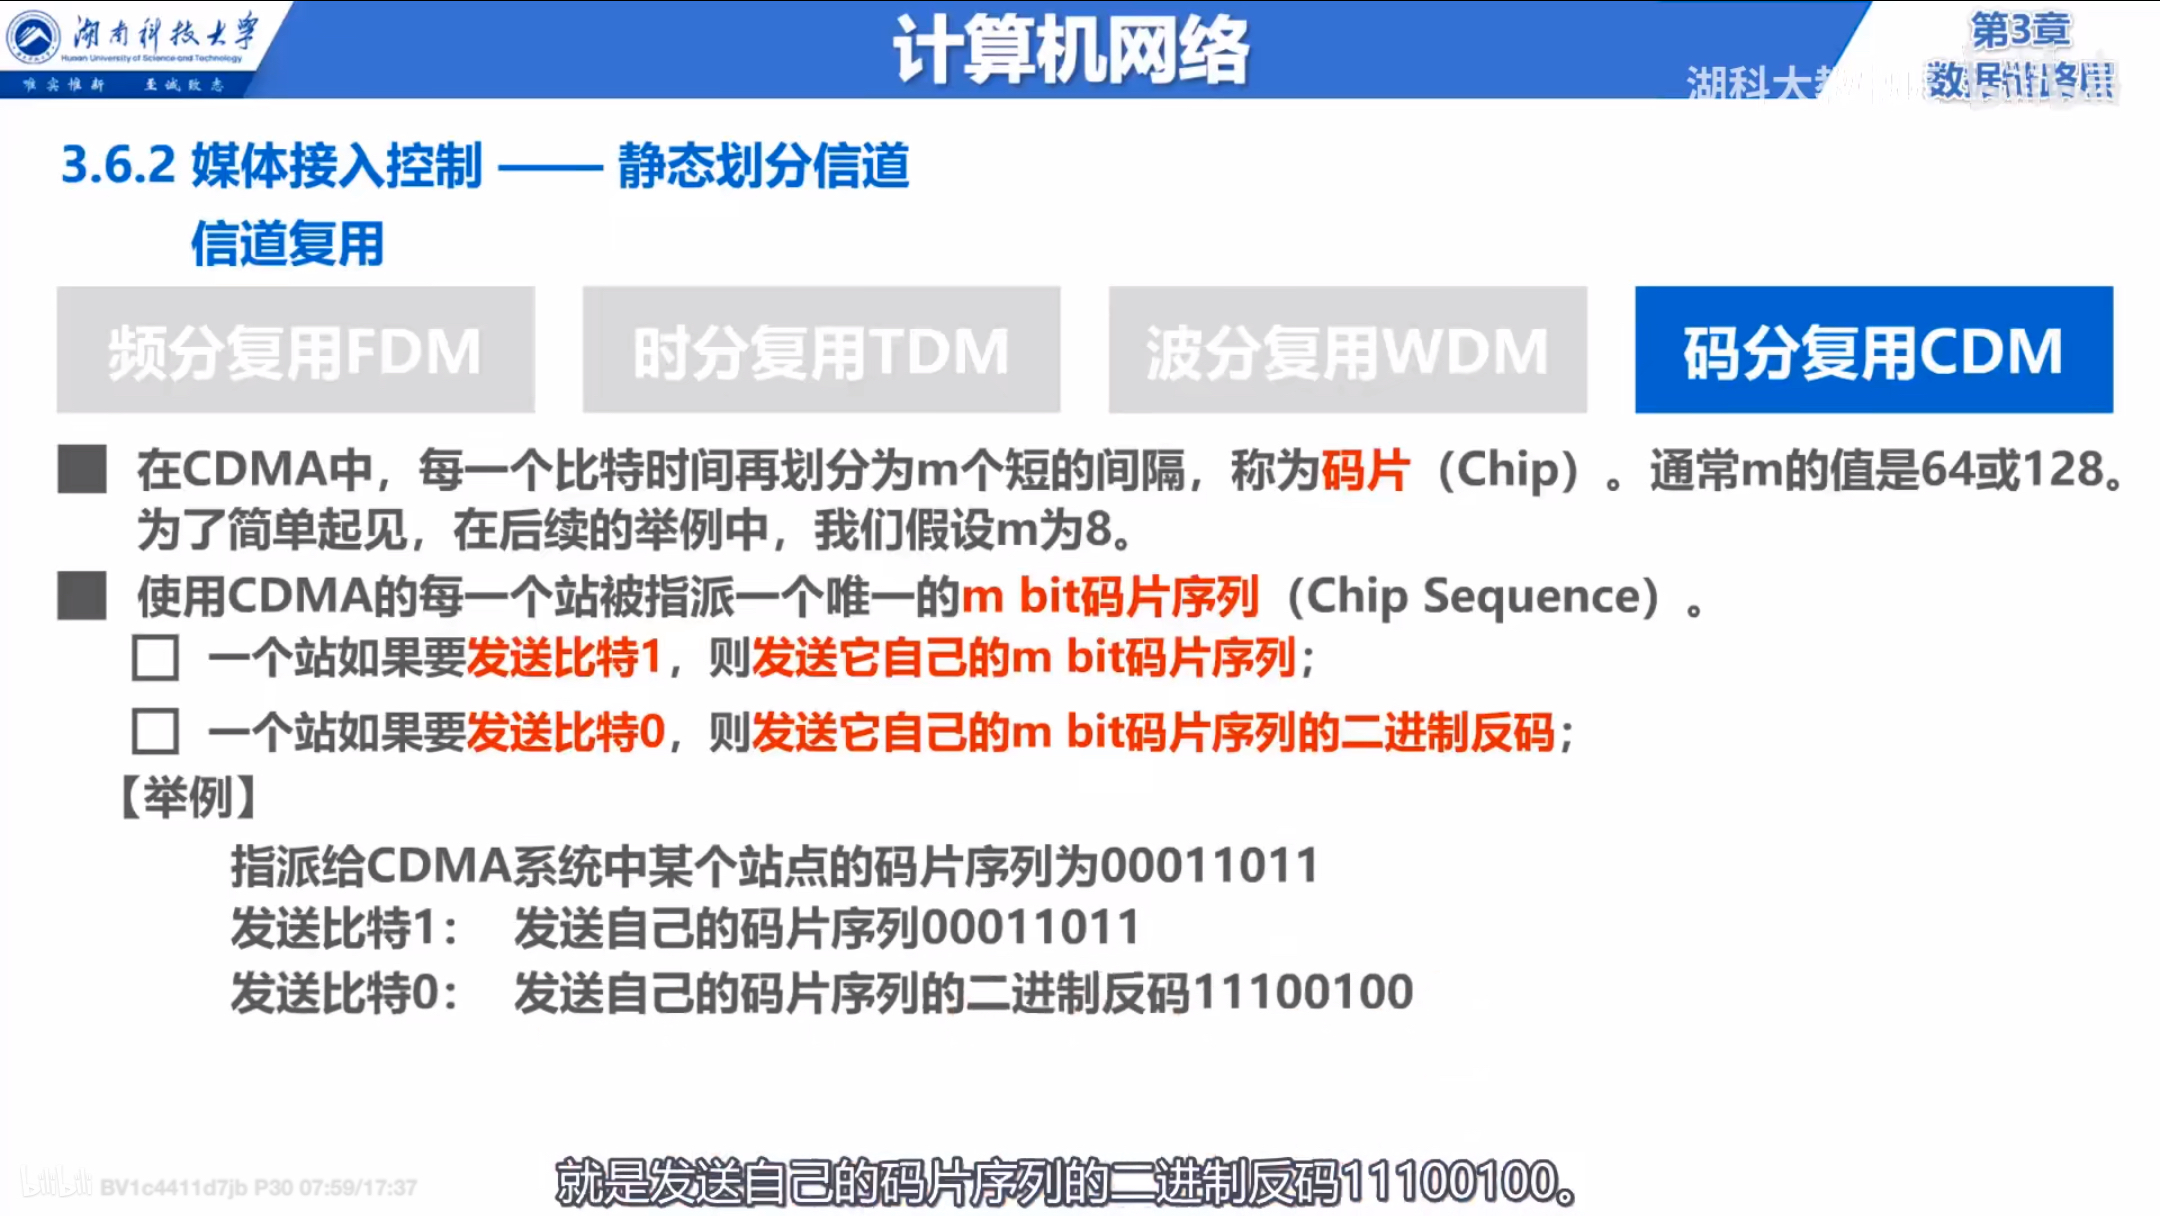 湖南科技大学
Hunan University of Science and Technology
唯实惟新 至诚致志
计算机网络
第3章
湖科大教
数据链路层
3.6.2 媒体接入控制 —— 静态划分信道
信道复用
频分复用FDM
时分复用TDM
波分复用WDM
码分复用CDM
在CDMA中，每一个比特时间再划分为m个短的间隔，称为码片（Chip）。通常m的值是64或128。
为了简单起见，在后续的举例中，我们假设m为8。
使用CDMA的每一个站被指派一个唯一的m bit码片序列（Chip Sequence）。
一个站如果要发送比特1，则发送它自己的m bit码片序列；
一个站如果要发送比特0，则发送它自己的m bit码片序列的二进制反码；
【举例】
指派给CDMA系统中某个站点的码片序列为00011011
发送比特1： 发送自己的码片序列00011011
发送比特0： 发送自己的码片序列的二进制反码11100100
就是发送自己的码片序列的二进制反码11100100。
bilibili BV1c4411d7jb P30 07:59/17:37